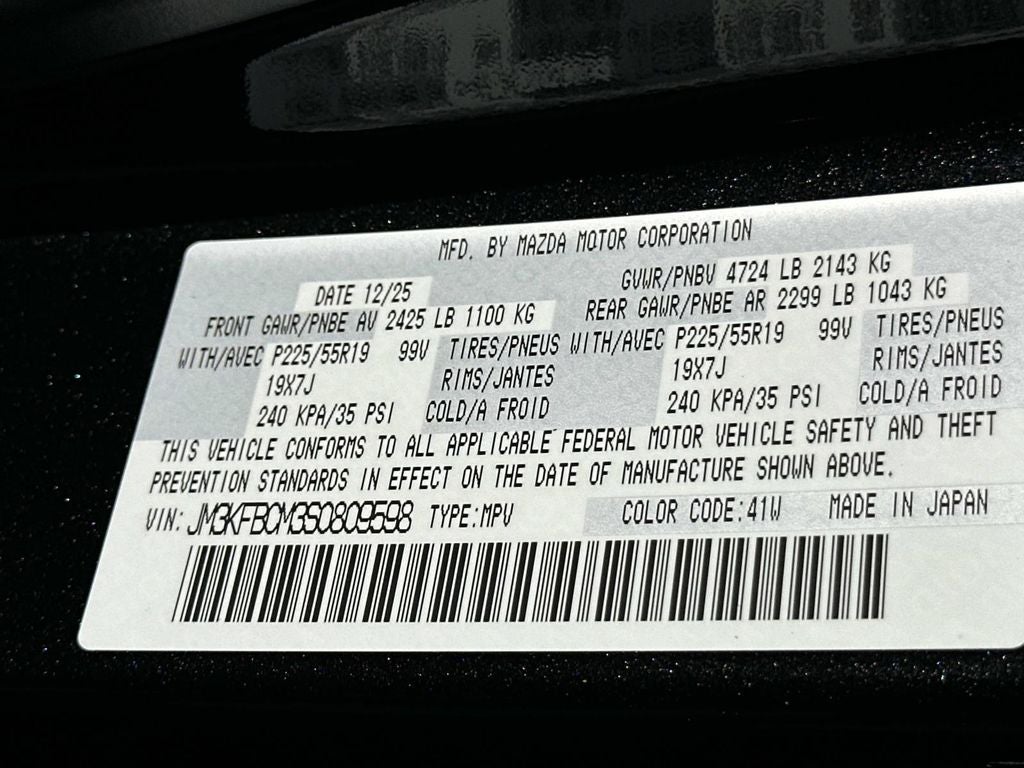 MFD. BY MAZDA MOTOR CORPORATION
DATE 12/25 GVWR/PNBV 4724 LB 2143 KG
FRONT GAWR/PNBE AV 2425 LB 1100 KG REAR GAWR/PNBE AR 2299 LB 1043 KG
WITH/AVEC P225/55R19 99V TIRES/PNEUS WITH/AVEC P225/55R19 99V TIRES/PNEUS
19X7J RIMS/JANTES 19X7J RIMS/JANTES
240 KPA/35 PSI COLD/A FROID 240 KPA/35 PSI COLD/A FROID
THIS VEHICLE CONFORMS TO ALL APPLICABLE FEDERAL MOTOR VEHICLE SAFETY AND THEFT
PREVENTION STANDARDS IN EFFECT ON THE DATE OF MANUFACTURE SHOWN ABOVE.
VIN: JM3KFBCM3S0809598 TYPE:MPV COLOR CODE:41W MADE IN JAPAN